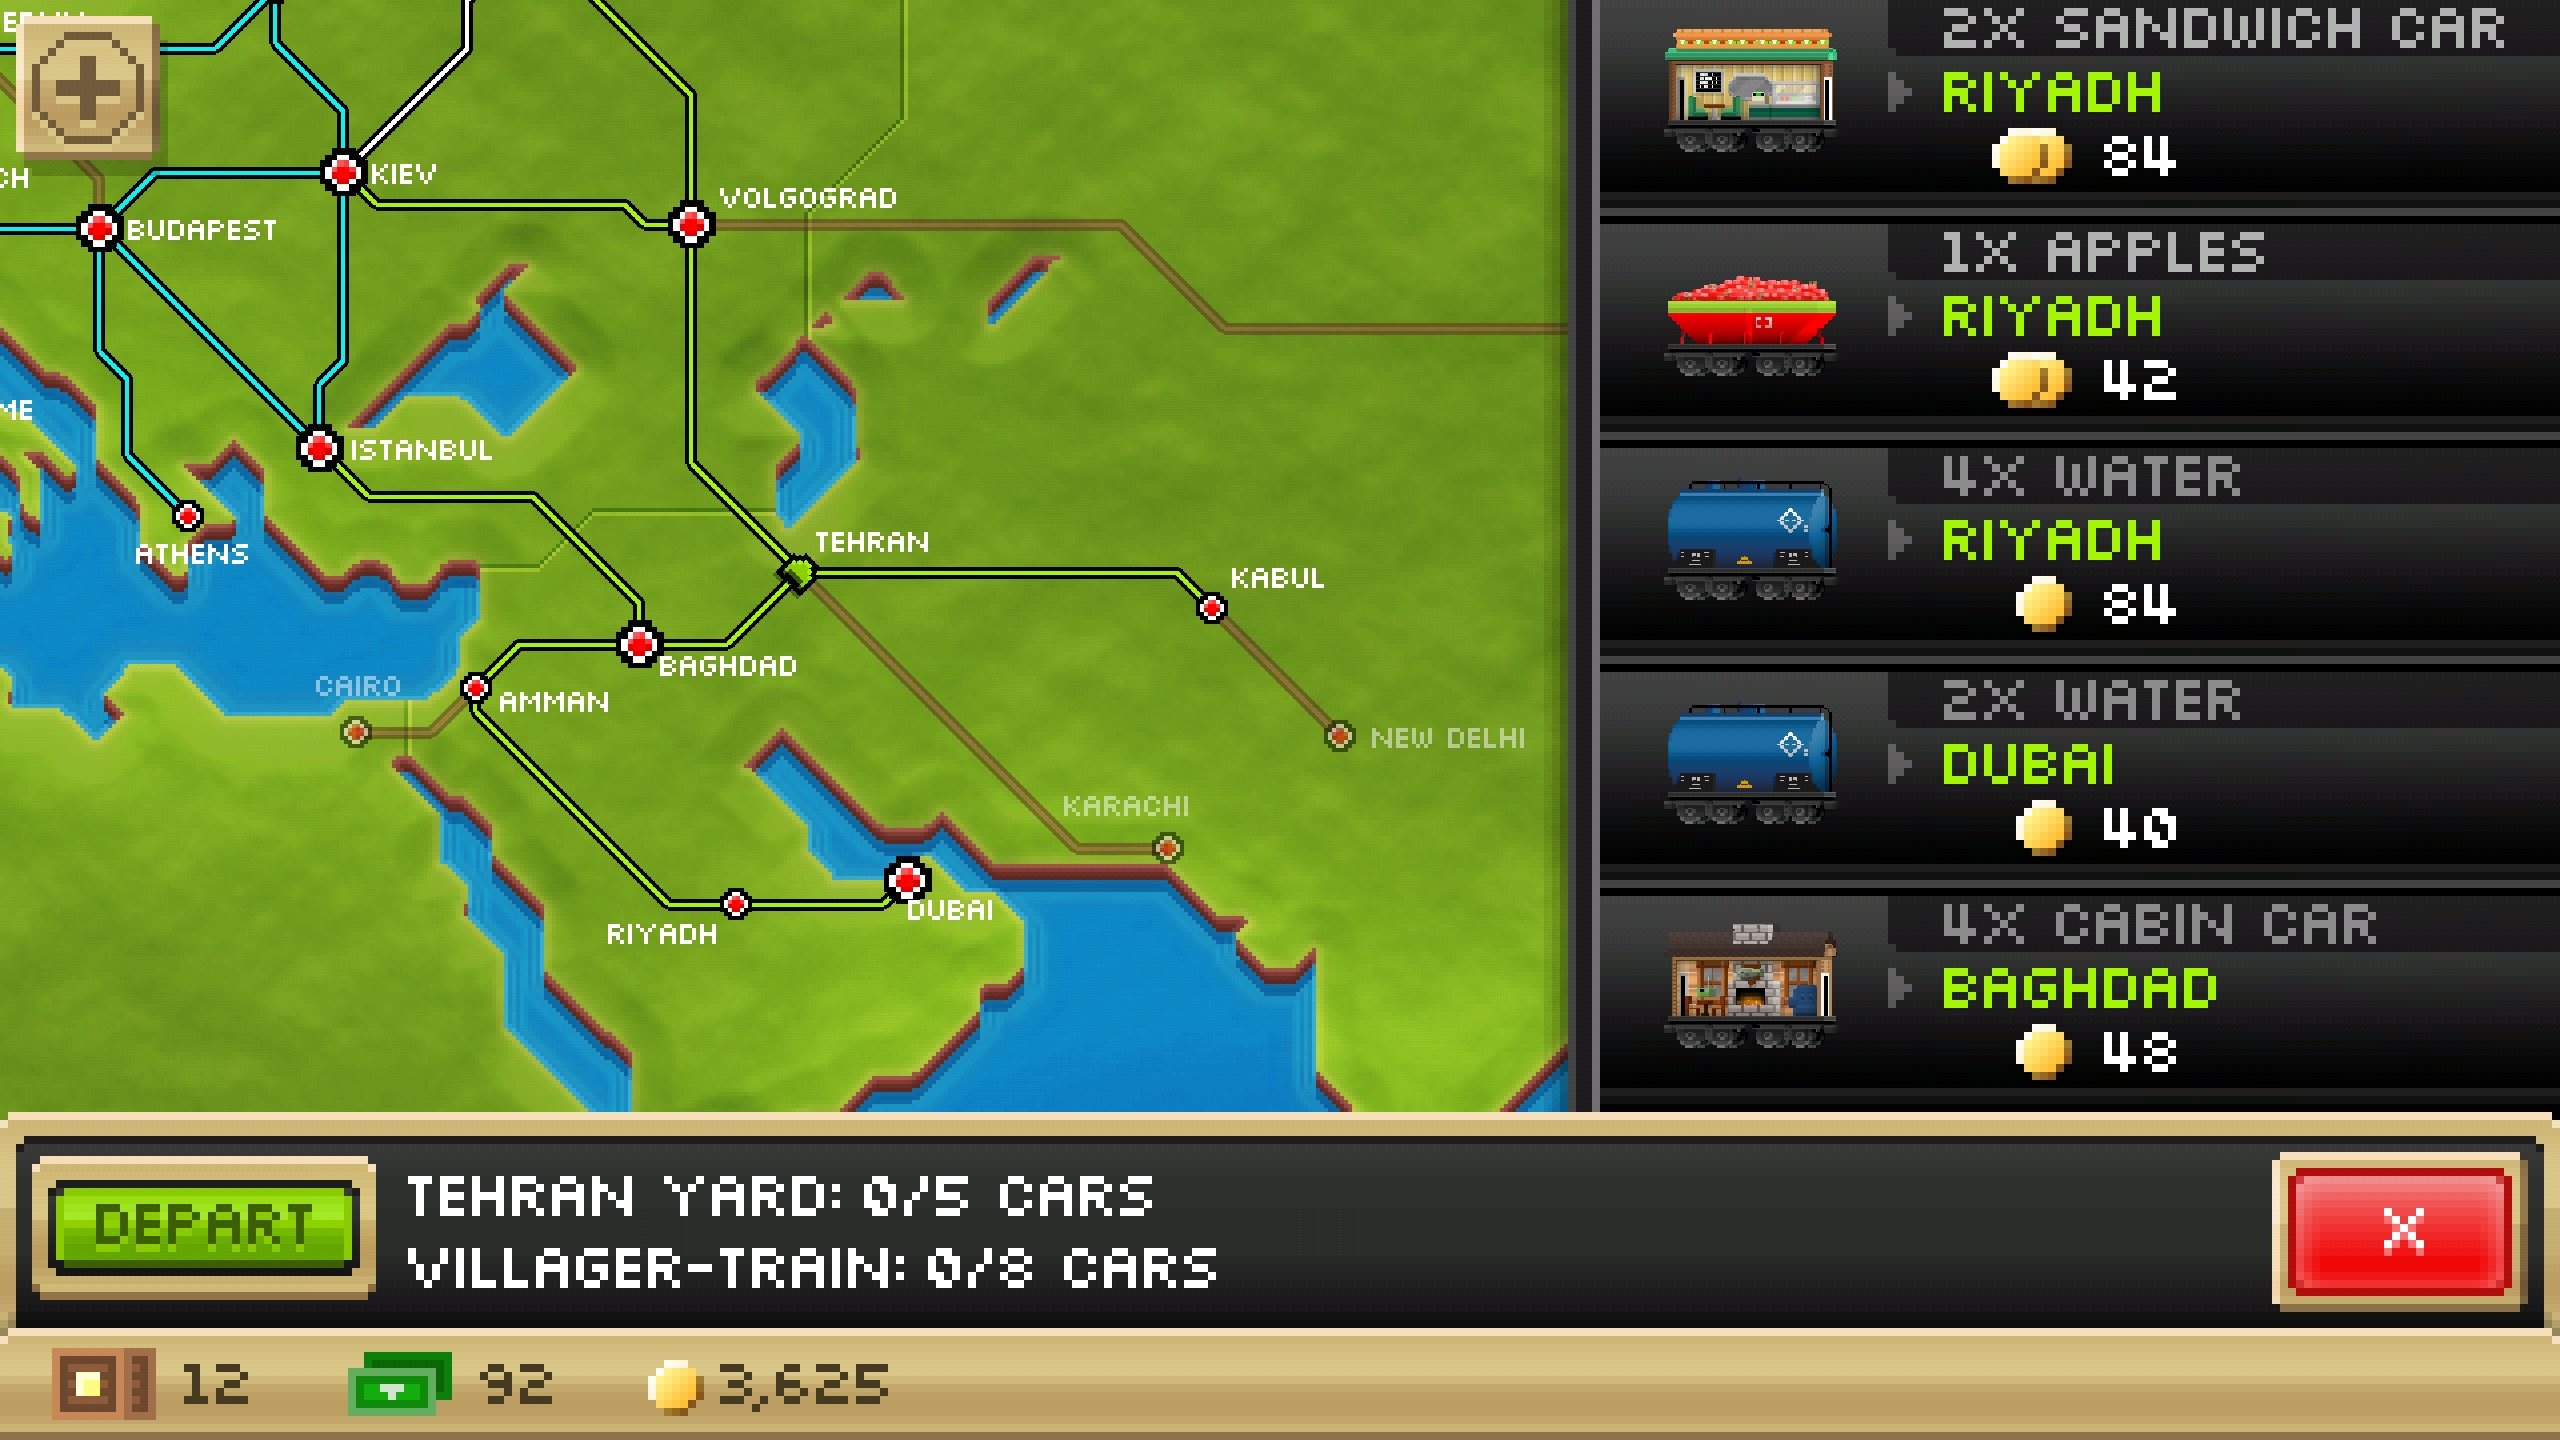 KIEV
VOLGOGRAD
BUDAPEST
ISTANBUL
ATHENS
TEHRAN
KABUL
BAGHDAD
CAIRO
AMMAN
NEW DELHI
KARACHI
DUBAI
RIYADH
2X SANDWICH CAR
RIYADH
84
1X APPLES
RIYADH
42
4X WATER
RIYADH
84
2X WATER
DUBAI
40
4X CABIN CAR
BAGHDAD
48
DEPART
TEHRAN YARD: 0/5 CARS
VILLAGER-TRAIN: 0/8 CARS
X
12
92
3,625